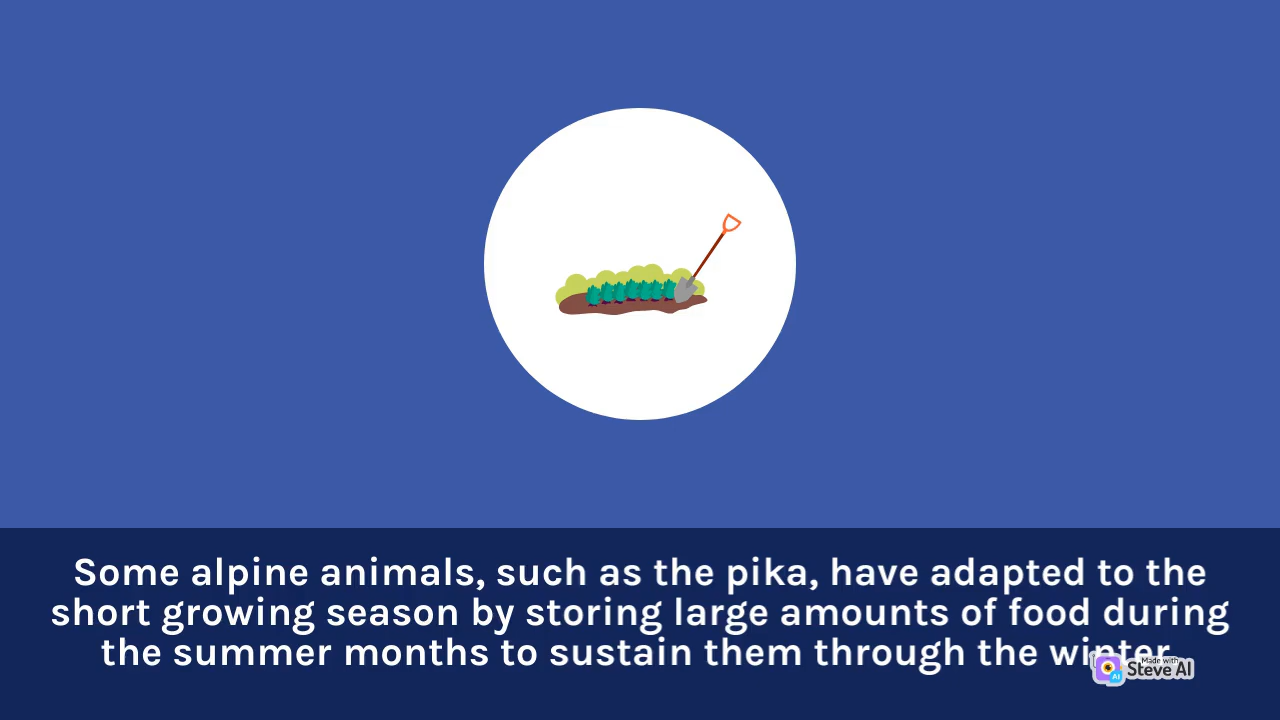 Some alpine animals, such as the pika, have adapted to the
short growing season by storing large amounts of food during
the summer months to sustain them through the winter.
Made with
Steve AI
AI